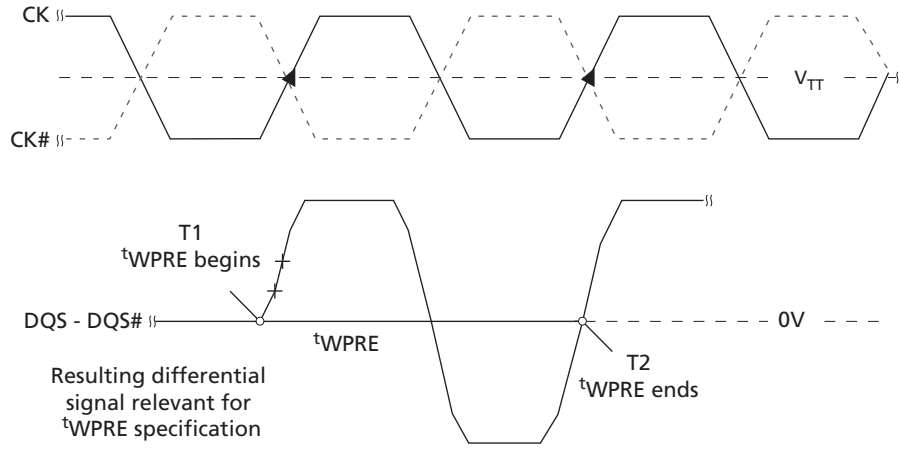 CK
V_TT
CK#
T1
ᵗWPRE begins
DQS - DQS#
0V
ᵗWPRE
T2
ᵗWPRE ends
Resulting differential
signal relevant for
ᵗWPRE specification